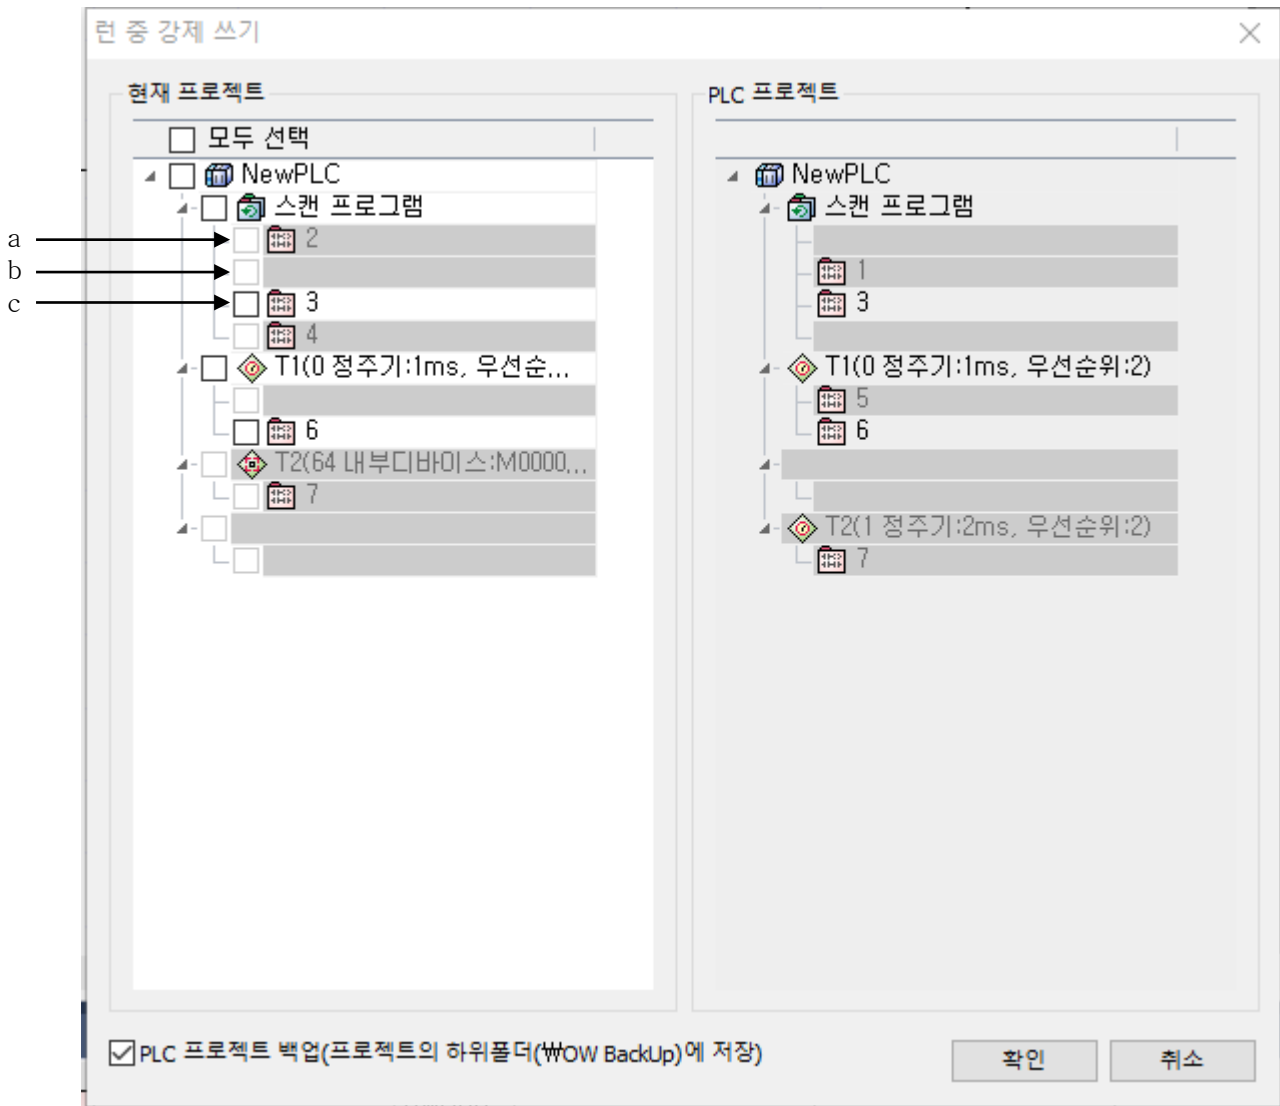 런 중 강제 쓰기
현재 프로젝트
모두 선택
NewPLC
스캔 프로그램
a
2
b
c
3
4
T1(0 정주기:1ms, 우선순...
6
T2(64 내부디바이스:M0000,...
7
PLC 프로젝트
NewPLC
스캔 프로그램
1
3
T1(0 정주기:1ms, 우선순위:2)
5
6
T2(1 정주기:2ms, 우선순위:2)
7
PLC 프로젝트 백업(프로젝트의 하위폴더(₩OW BackUp)에 저장)
확인
취소